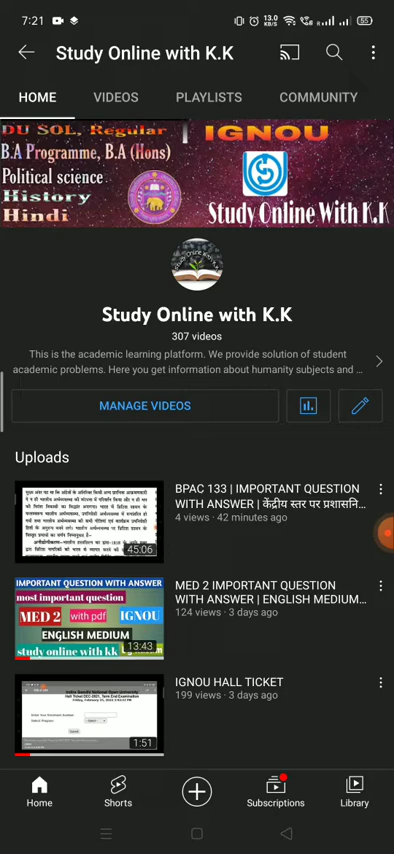 7:21
13.0 KB/S
55
Study Online with K.K
HOME VIDEOS PLAYLISTS COMMUNITY
DU SOL, Regular
B.A Programme, B.A (Hons)
Political science
History
Hindi
IGNOU
Study Online With K.K
Study Online with K.K
307 videos
This is the academic learning platform. We provide solution of student
academic problems. Here you get information about humanity subjects and ...
MANAGE VIDEOS
Uploads
45:06
BPAC 133 | IMPORTANT QUESTION
WITH ANSWER | केंद्रीय स्तर पर प्रशासनि...
4 views · 42 minutes ago
IMPORTANT QUESTION WITH ANSWER
most important question
MED 2 with pdf IGNOU
ENGLISH MEDIUM
study online with kk
13:43
MED 2 IMPORTANT QUESTION
WITH ANSWER | ENGLISH MEDIUM...
124 views · 3 days ago
Indira Gandhi National Open University
1:51
IGNOU HALL TICKET
199 views · 3 days ago
Home Shorts Subscriptions Library